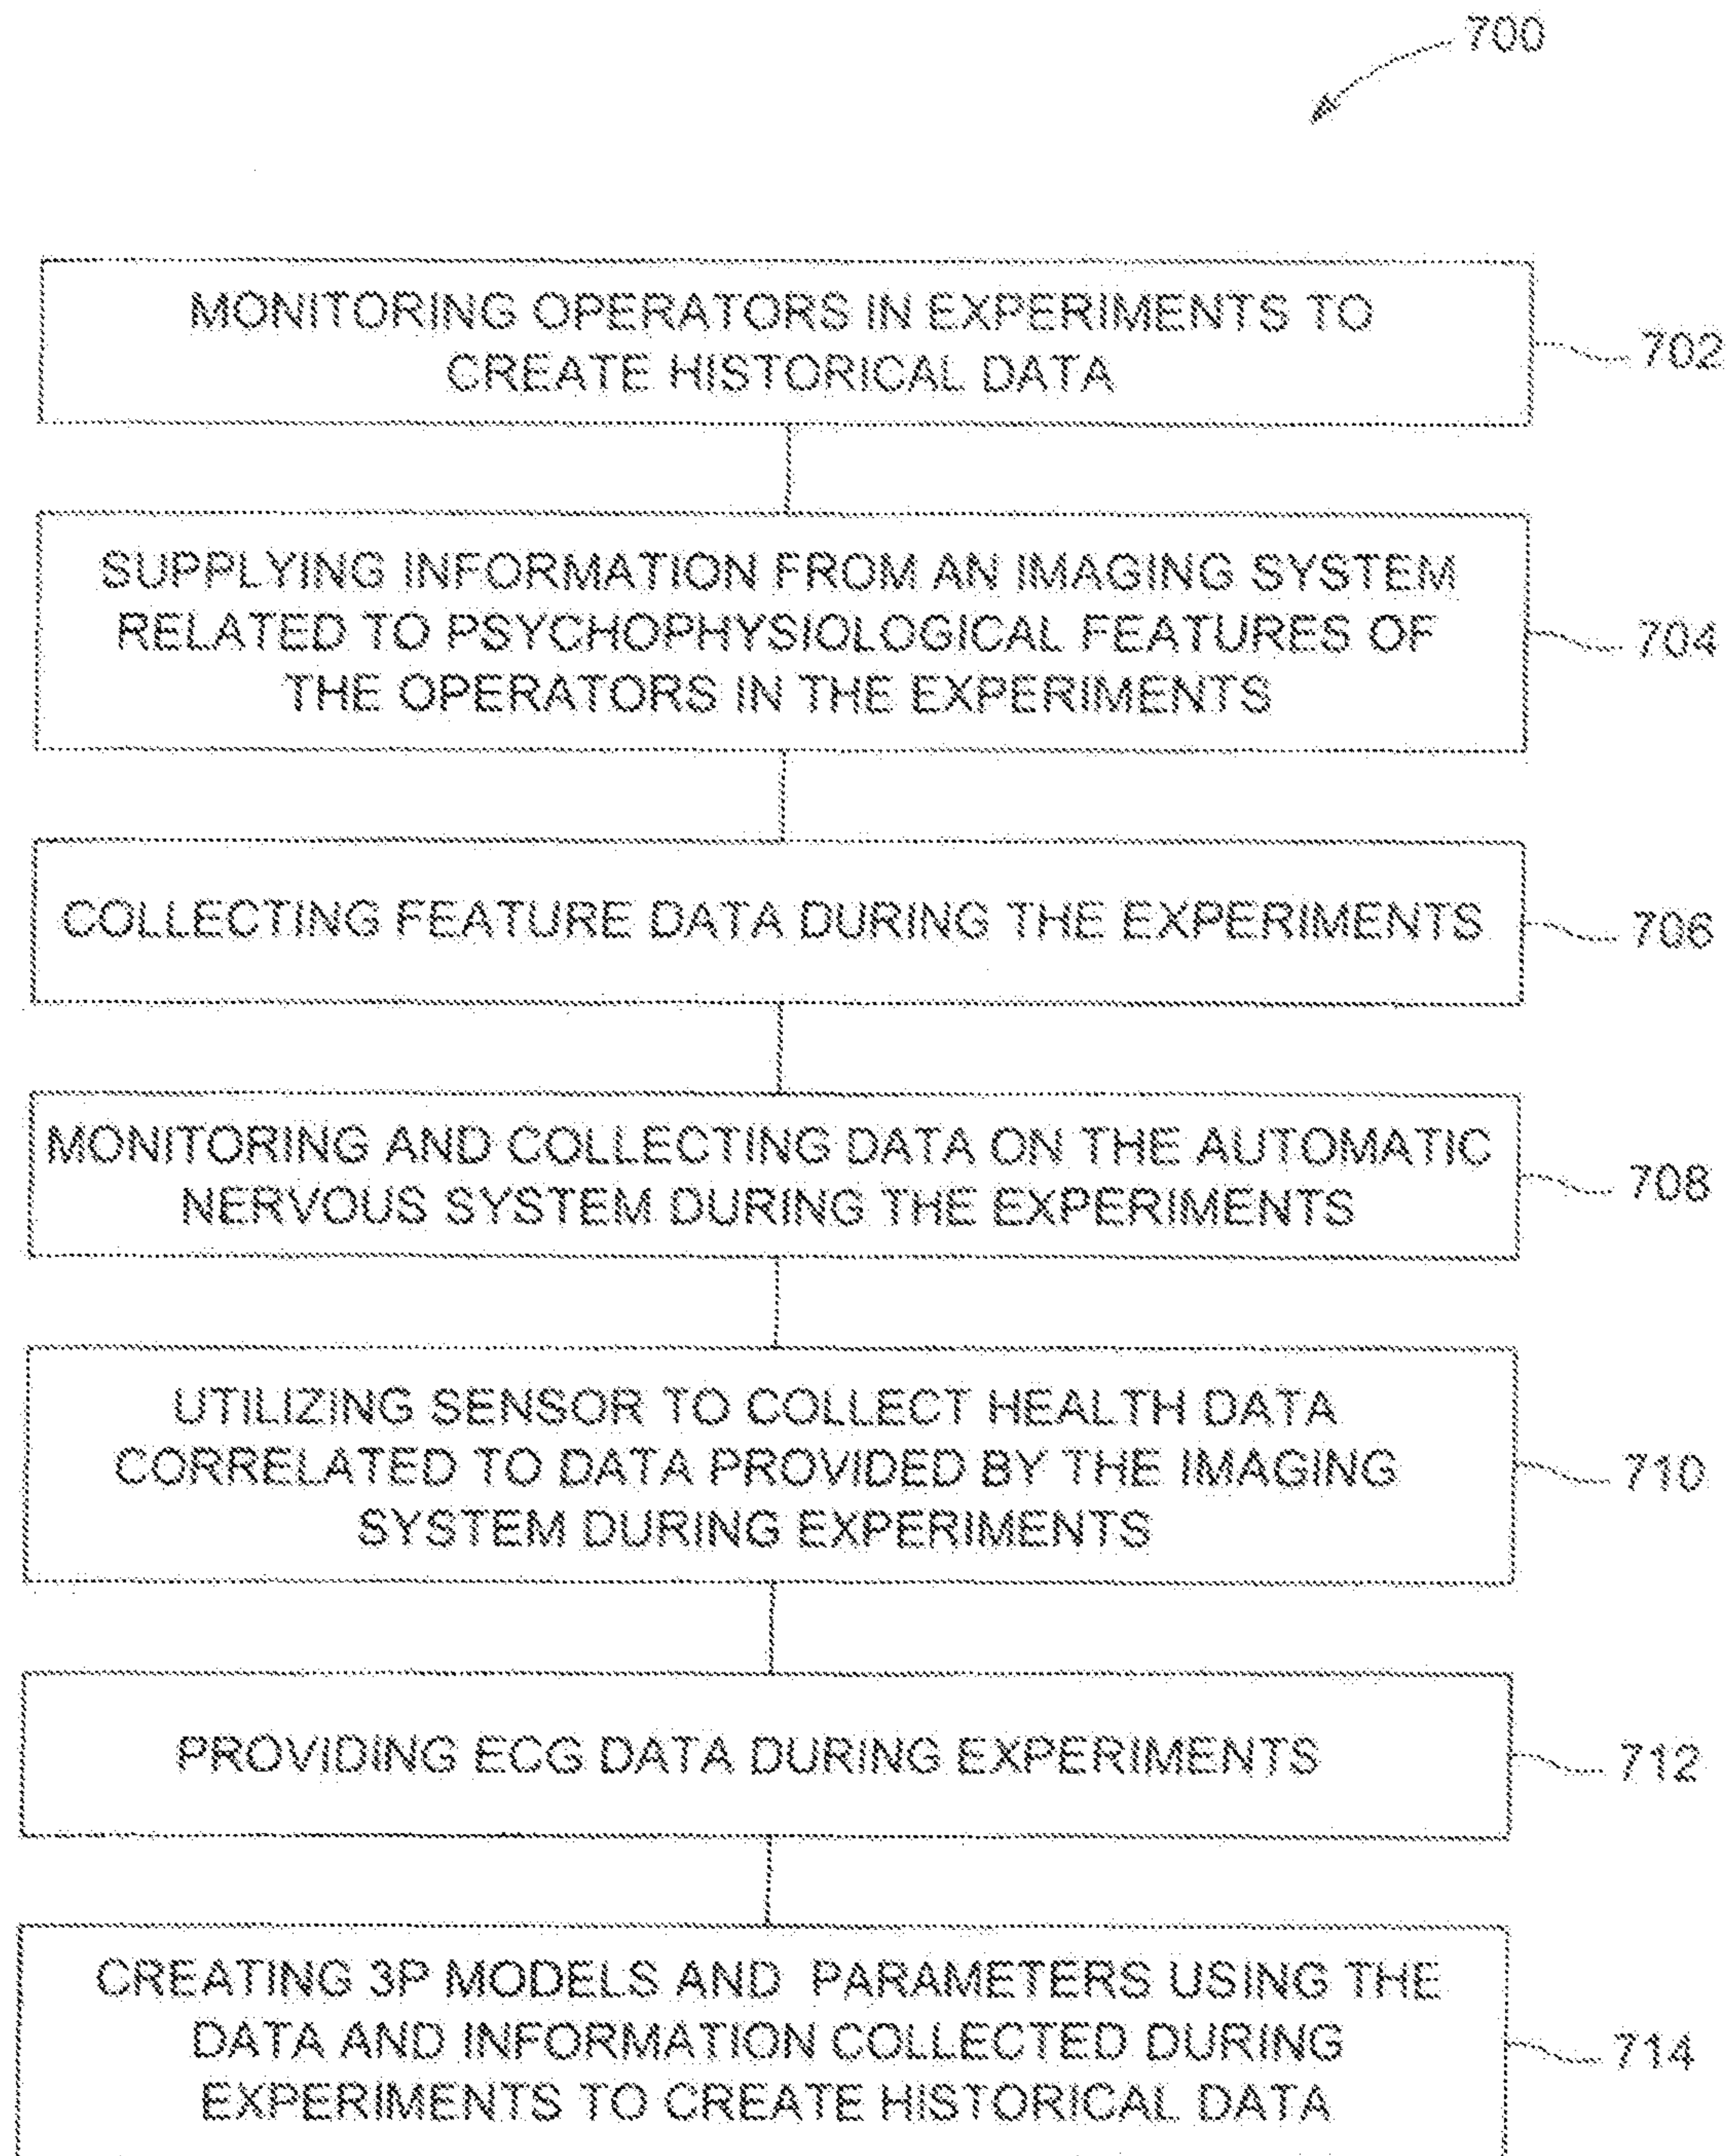 700
MONITORING OPERATORS IN EXPERIMENTS TO
CREATE HISTORICAL DATA
702
SUPPLYING INFORMATION FROM AN IMAGING SYSTEM
RELATED TO PSYCHOPHYSIOLOGICAL FEATURES OF
THE OPERATORS IN THE EXPERIMENTS
704
COLLECTING FEATURE DATA DURING THE EXPERIMENTS
706
MONITORING AND COLLECTING DATA ON THE AUTOMATIC
NERVOUS SYSTEM DURING THE EXPERIMENTS
708
UTILIZING SENSOR TO COLLECT HEALTH DATA
CORRELATED TO DATA PROVIDED BY THE IMAGING
SYSTEM DURING EXPERIMENTS
710
PROVIDING ECG DATA DURING EXPERIMENTS
712
CREATING 3P MODELS AND PARAMETERS USING THE
DATA AND INFORMATION COLLECTED DURING
EXPERIMENTS TO CREATE HISTORICAL DATA
714